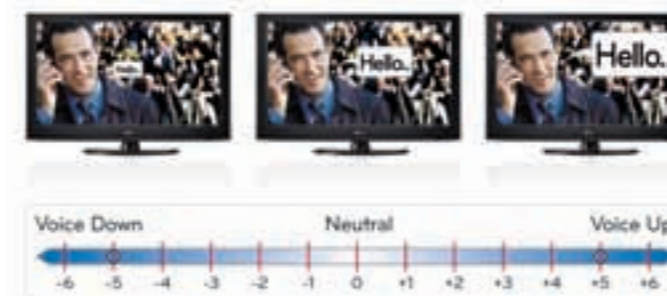 Hello..
Hello..
Hello..
Voice Down Neutral Voice Up
-6 -5 -4 -3 -2 -1 0 +1 +2 +3 +4 +5 +6